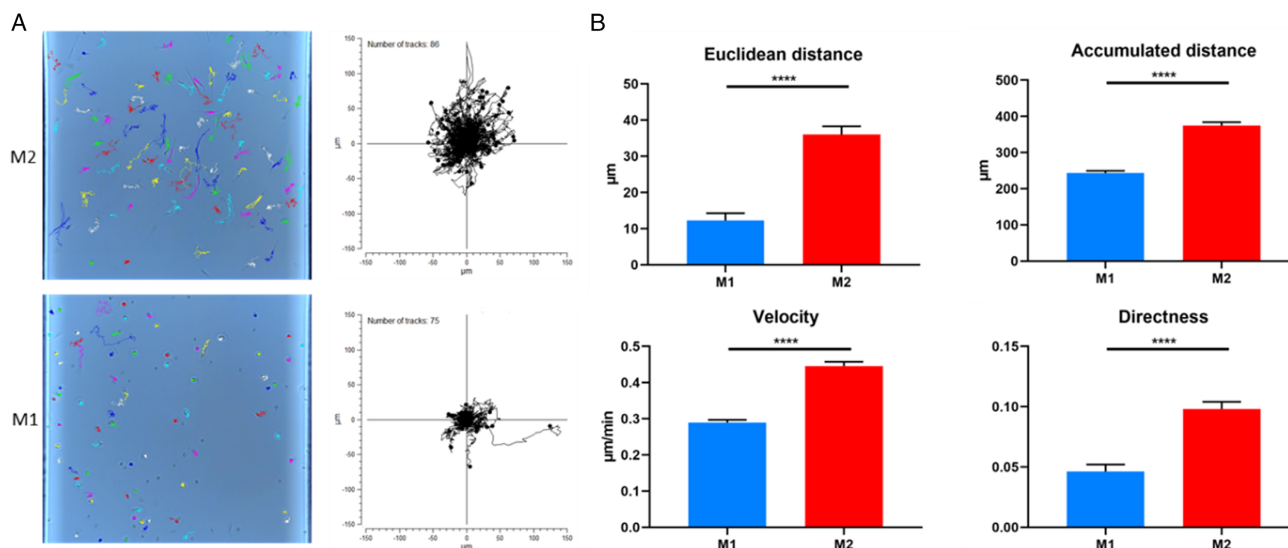 A
M2
Number of tracks: 86
150
100
50
0
-50
-100
-150
µm
-150 -100 -50 0 50 100 150
µm
M1
Number of tracks: 75
150
100
50
0
-50
-100
-150
µm
-150 -100 -50 0 50 100 150
µm
B
Euclidean distance
****
50
40
30
20
10
0
µm
M1 M2
Accumulated distance
****
500
400
300
200
100
0
µm
M1 M2
Velocity
****
0.5
0.4
0.3
0.2
0.1
0.0
µm/min
M1 M2
Directness
****
0.15
0.10
0.05
0.00
M1 M2